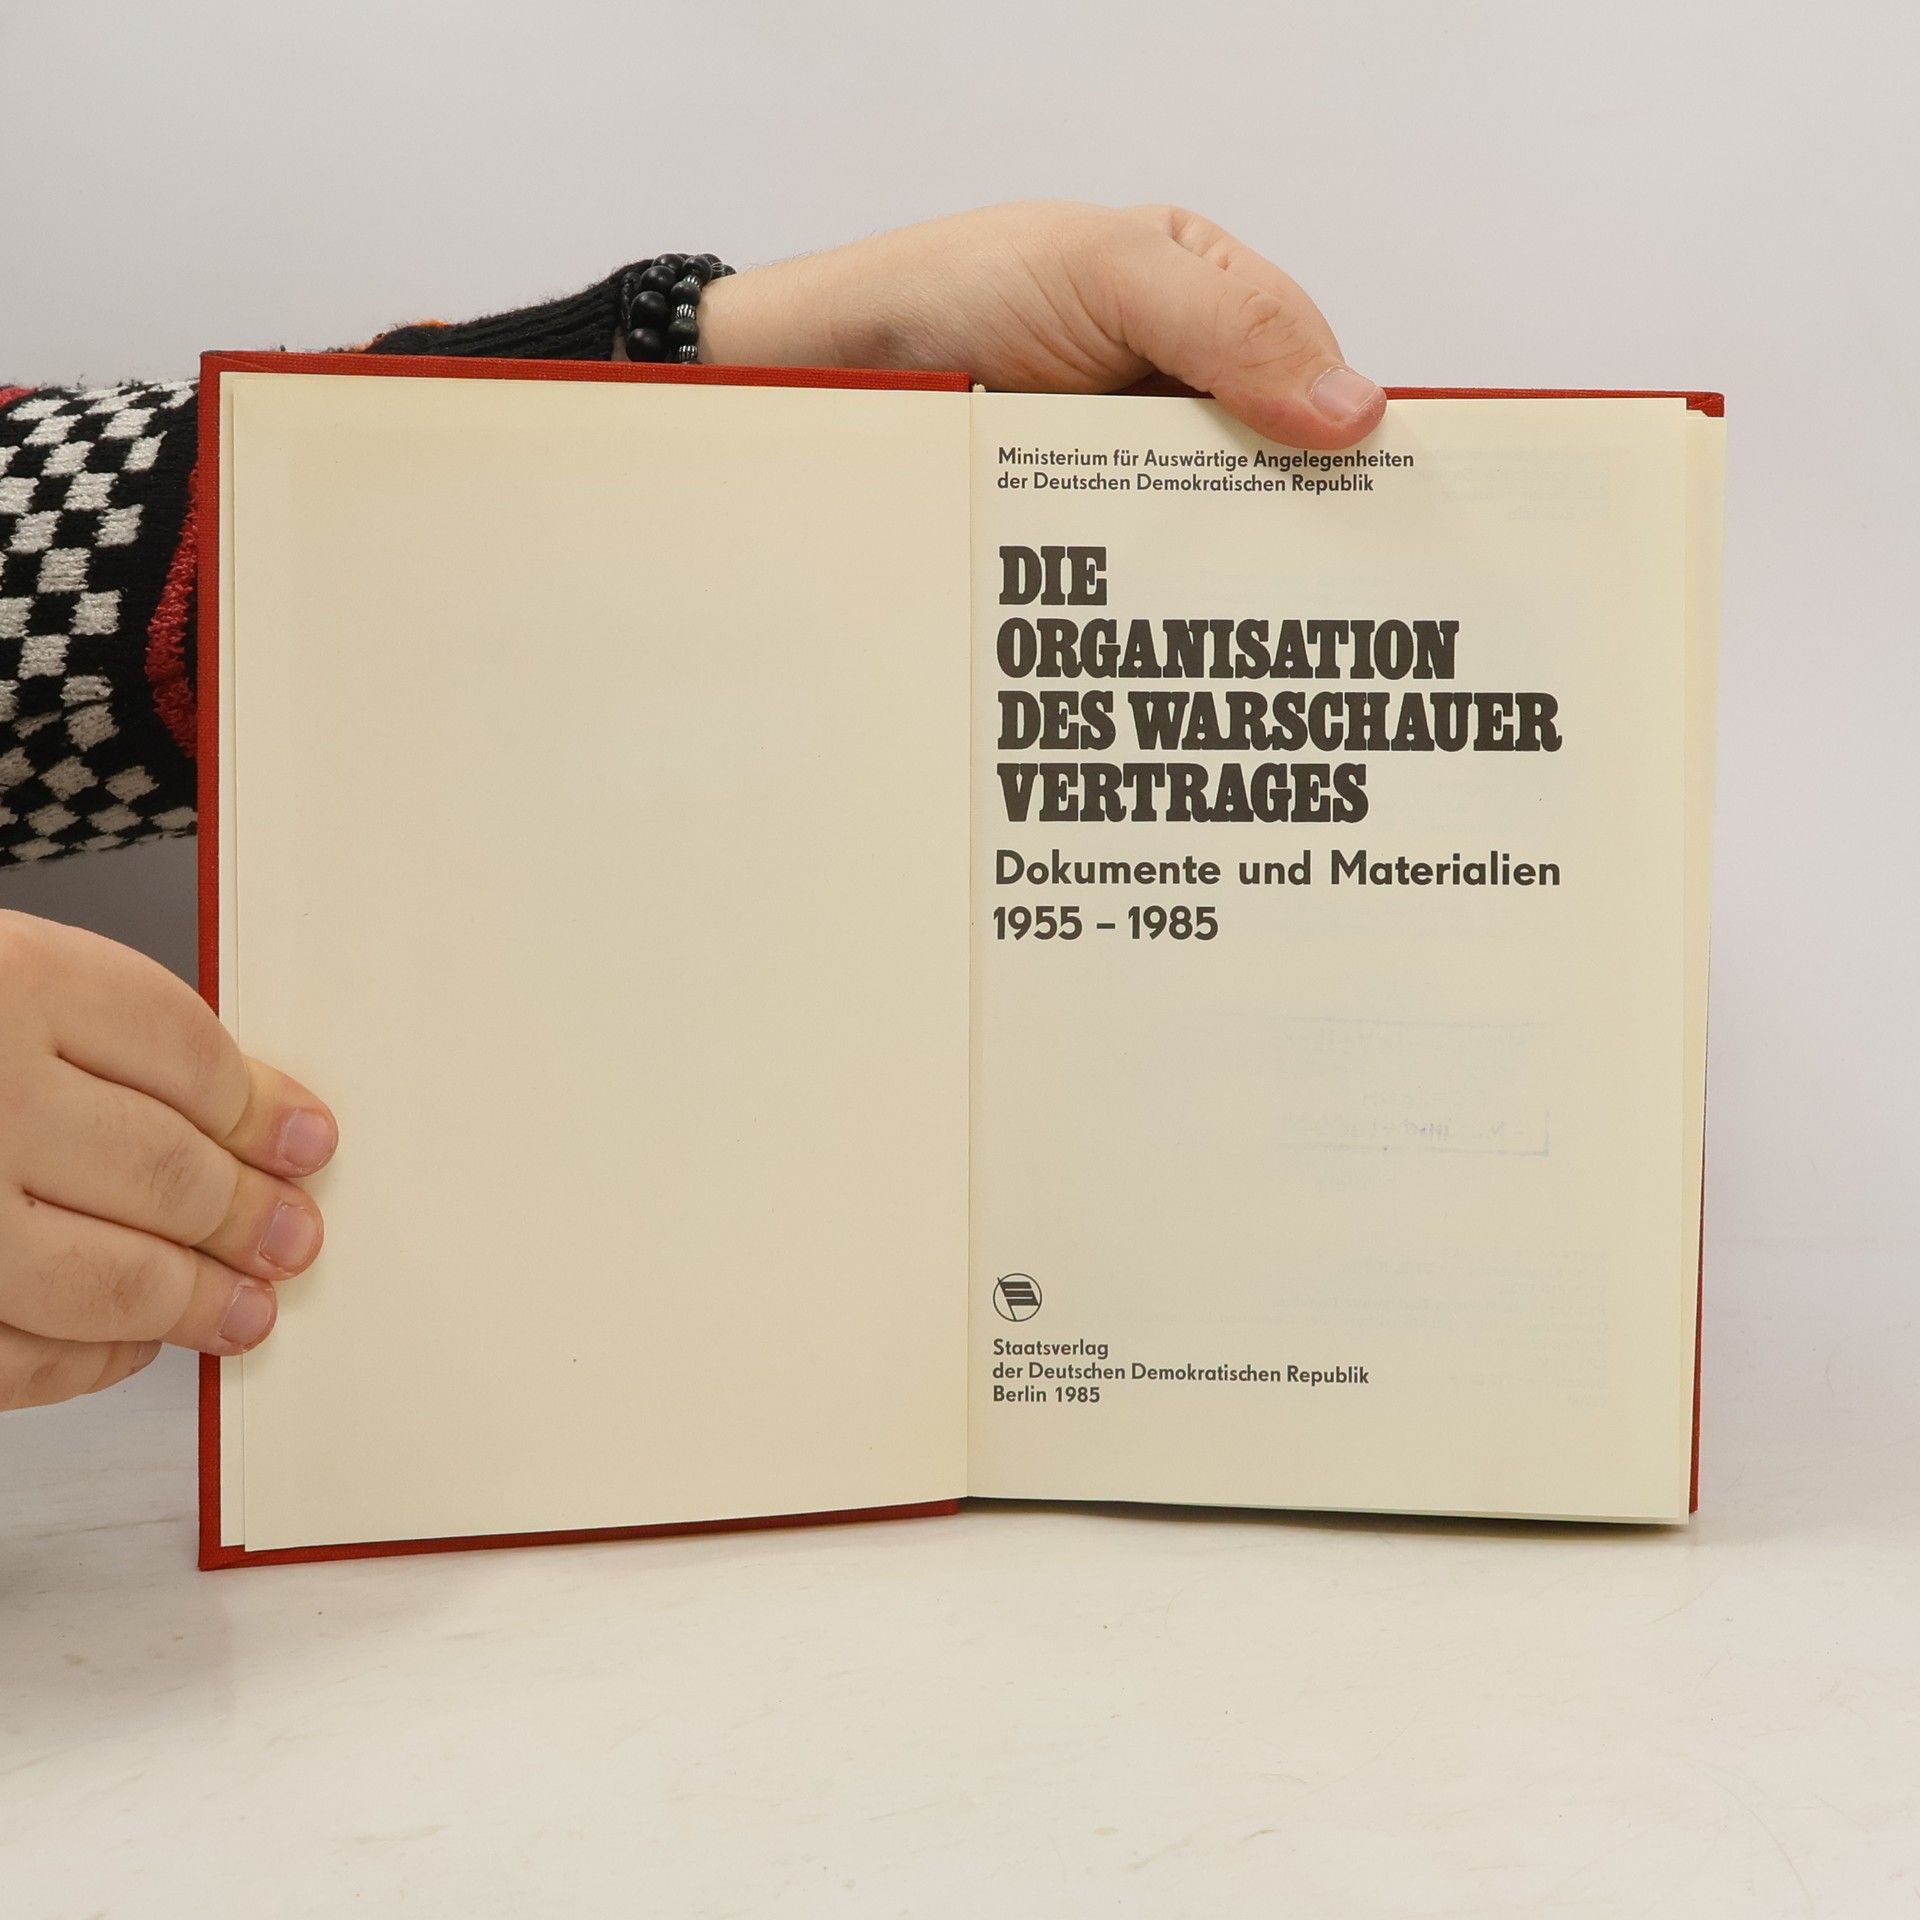 Ministerium für Auswärtige Angelegenheiten
der Deutschen Demokratischen Republik
DIE
ORGANISATION
DES WARSCHAUER
VERTRAGES
Dokumente und Materialien
1955 – 1985
Staatsverlag
der Deutschen Demokratischen Republik
Berlin 1985